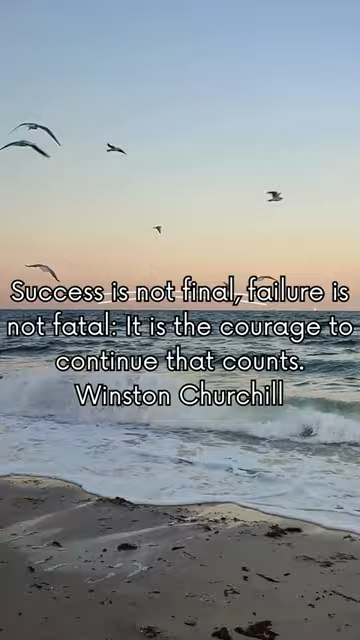 Success is not final, failure is
not fatal: It is the courage to
continue that counts.
Winston Churchill